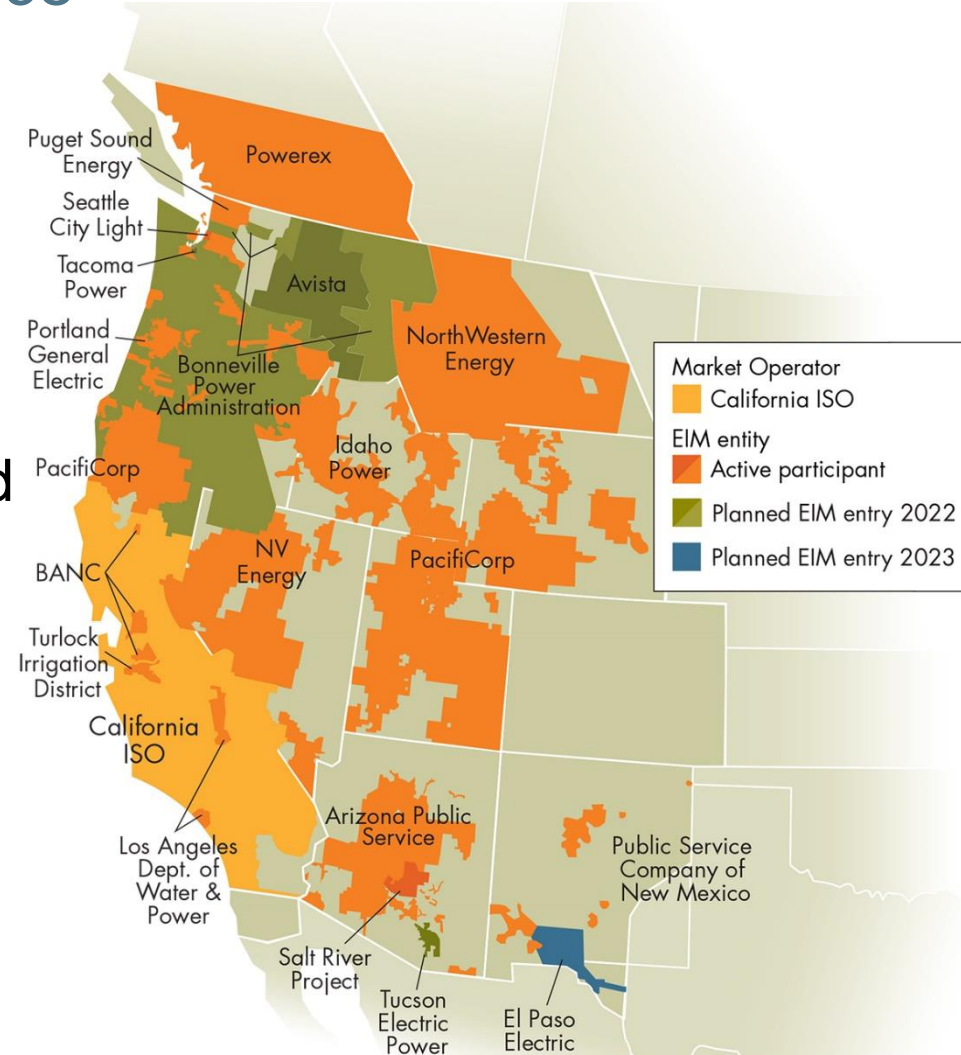 Powerex
Puget Sound
Energy
Seattle
City Light
Tacoma
Power
Avista
Portland
General
Electric
Bonneville
Power
Administration
NorthWestern
Energy
Market Operator
California ISO
EIM entity
Active participant
Planned EIM entry 2022
Planned EIM entry 2023
Idaho
Power
PacifiCorp
NV
Energy
PacifiCorp
BANC
Turlock
Irrigation
District
California
ISO
Los Angeles
Dept. of
Water &
Power
Arizona Public
Service
Public Service
Company of
New Mexico
Salt River
Project
Tucson
Electric
Power
El Paso
Electric